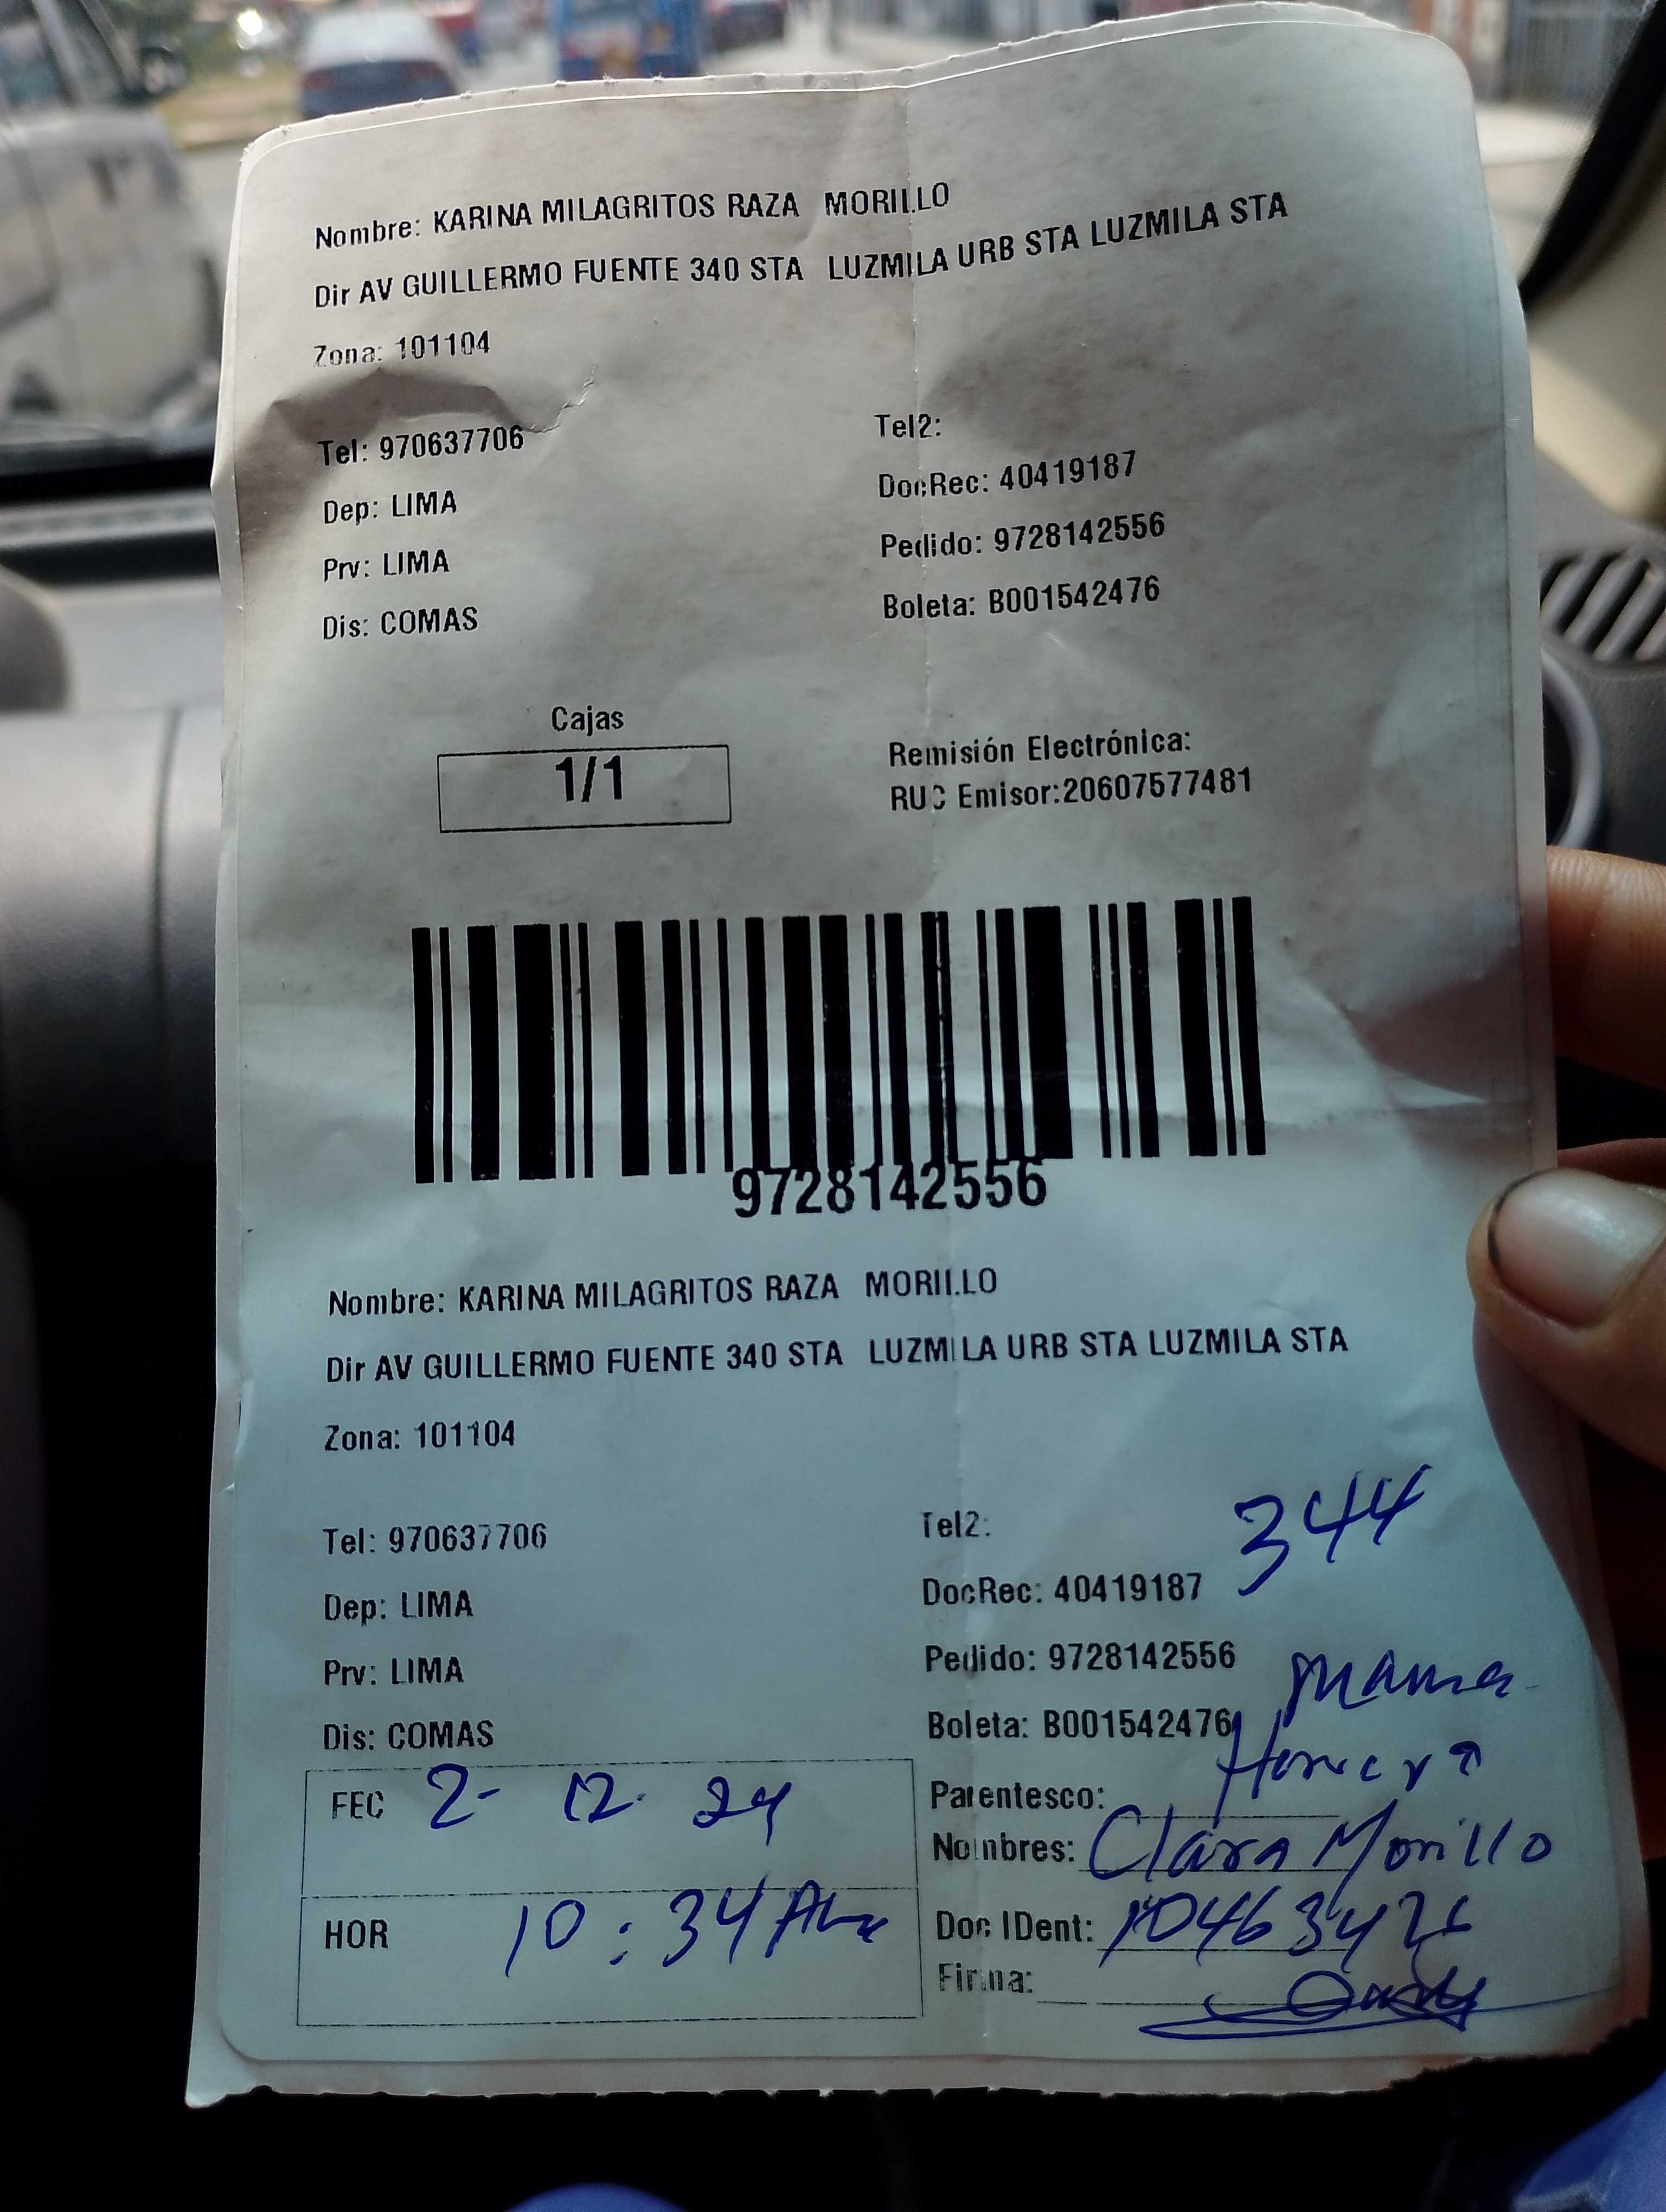 Nombre: KARINA MILAGRITOS RAZA MORILLO
Dir AV GUILLERMO FUENTE 340 STA LUZMILA URB STA LUZMILA STA
Zona: 101104
Tel: 970637706 Tel2:
Dep: LIMA DocRec: 40419187
Prv: LIMA Pedido: 9728142556
Dis: COMAS Boleta: B001542476
Cajas
1/1
Remisión Electrónica:
RUC Emisor:20607577481
9728142556
Nombre: KARINA MILAGRITOS RAZA MORILLO
Dir AV GUILLERMO FUENTE 340 STA LUZMILA URB STA LUZMILA STA
Zona: 101104
Tel: 970637706 Tel2: 344
Dep: LIMA DocRec: 40419187
Prv: LIMA Pedido: 9728142556 mama
Dis: COMAS Boleta: B001542476
FEC 2- 12. 24 Parentesco:
Nombres: Clara Morillo
HOR 10:34 AM Doc IDent:
Firma: